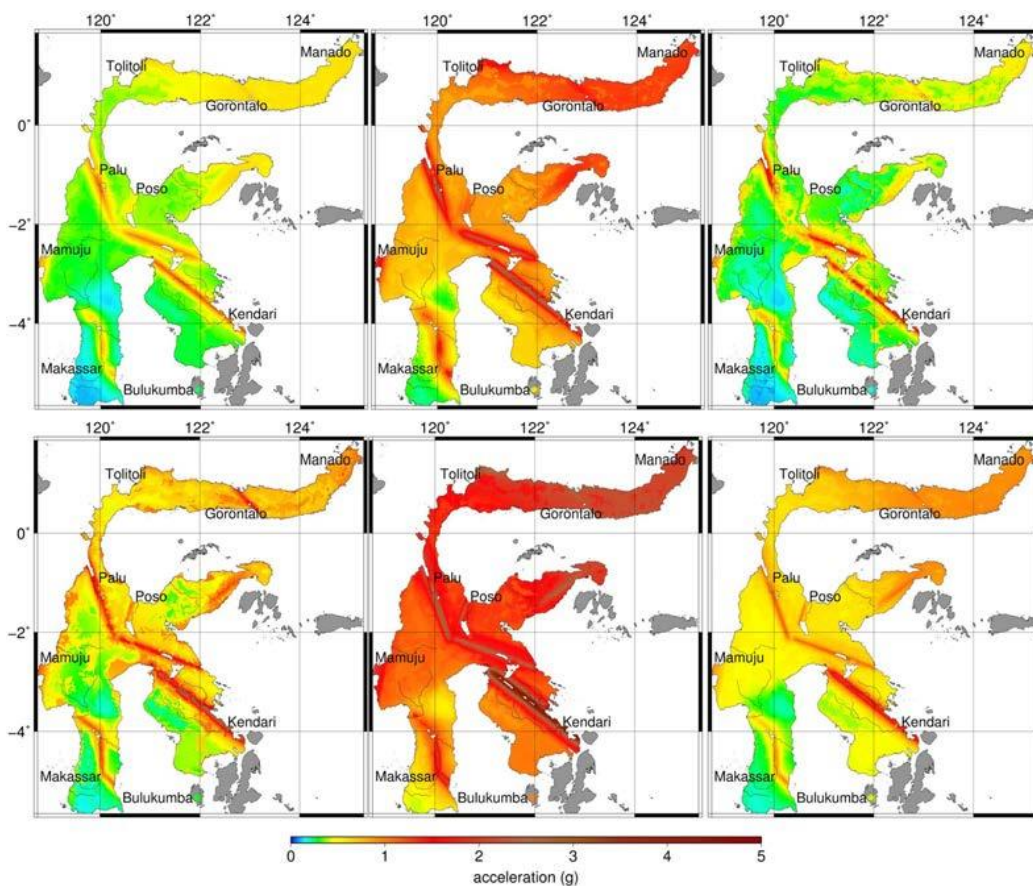 120° 122° 124° 120° 122° 124° 120° 122° 124°
Manado Manado Manado
Tolitoli Tolitoli Tolitoli
Gorontalo Gorontalo Gorontalo
0°
Palu Palu Palu
Poso Poso Poso
−2°
Mamuju Mamuju Mamuju
Kendari Kendari Kendari
−4°
Makassar Makassar Makassar
Bulukumba Bulukumba Bulukumba
120° 122° 124° 120° 122° 124° 120° 122° 124°
Manado Manado Manado
Tolitoli Tolitoli Tolitoli
Gorontalo Gorontalo Gorontalo
0°
Palu Palu Palu
Poso Poso Poso
−2°
Mamuju Mamuju Mamuju
Kendari Kendari Kendari
−4°
Makassar Makassar Makassar
Bulukumba Bulukumba Bulukumba
0 1 2 3 4 5
acceleration (g)